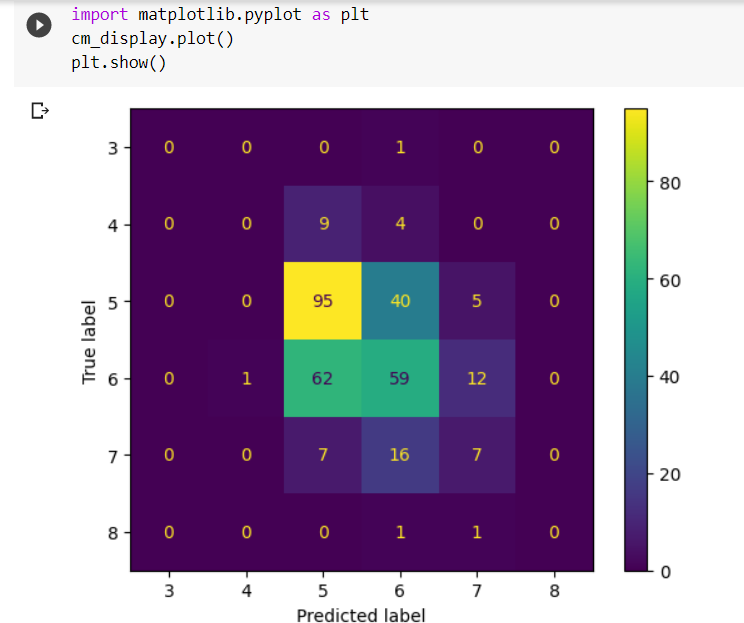 import matplotlib.pyplot as plt
cm_display.plot()
plt.show()
3 0 0 0 1 0 0
4 0 0 9 4 0 0
5 0 0 95 40 5 0
6 0 1 62 59 12 0
7 0 0 7 16 7 0
8 0 0 0 1 1 0
3 4 5 6 7 8
Predicted label
True label
80
60
40
20
0